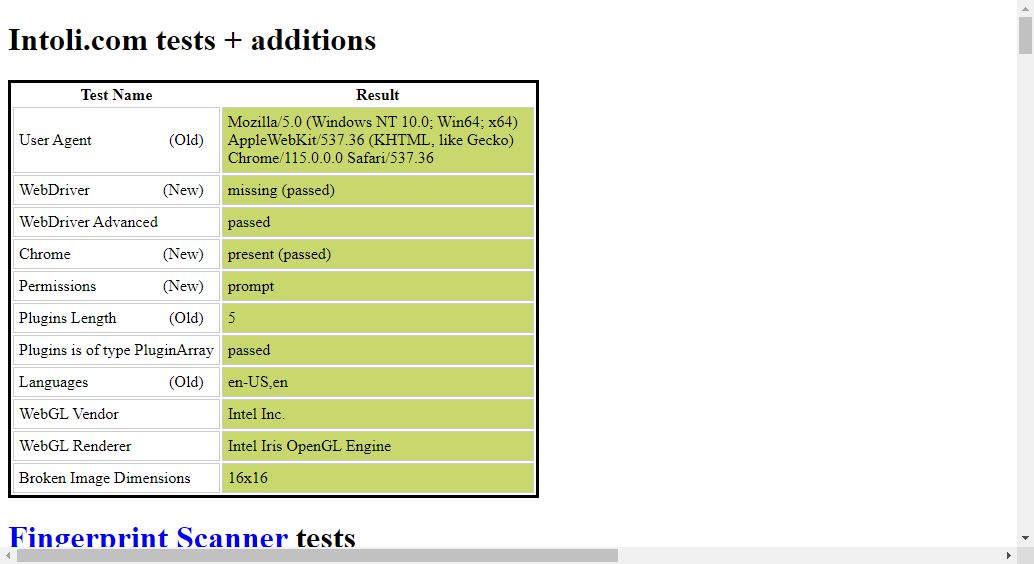 Intoli.com tests + additions
Test Name Result
User Agent (Old) Mozilla/5.0 (Windows NT 10.0; Win64; x64)
AppleWebKit/537.36 (KHTML, like Gecko)
Chrome/115.0.0.0 Safari/537.36
WebDriver (New) missing (passed)
WebDriver Advanced passed
Chrome (New) present (passed)
Permissions (New) prompt
Plugins Length (Old) 5
Plugins is of type PluginArray passed
Languages (Old) en-US,en
WebGL Vendor Intel Inc.
WebGL Renderer Intel Iris OpenGL Engine
Broken Image Dimensions 16x16
Fingerprint Scanner tests